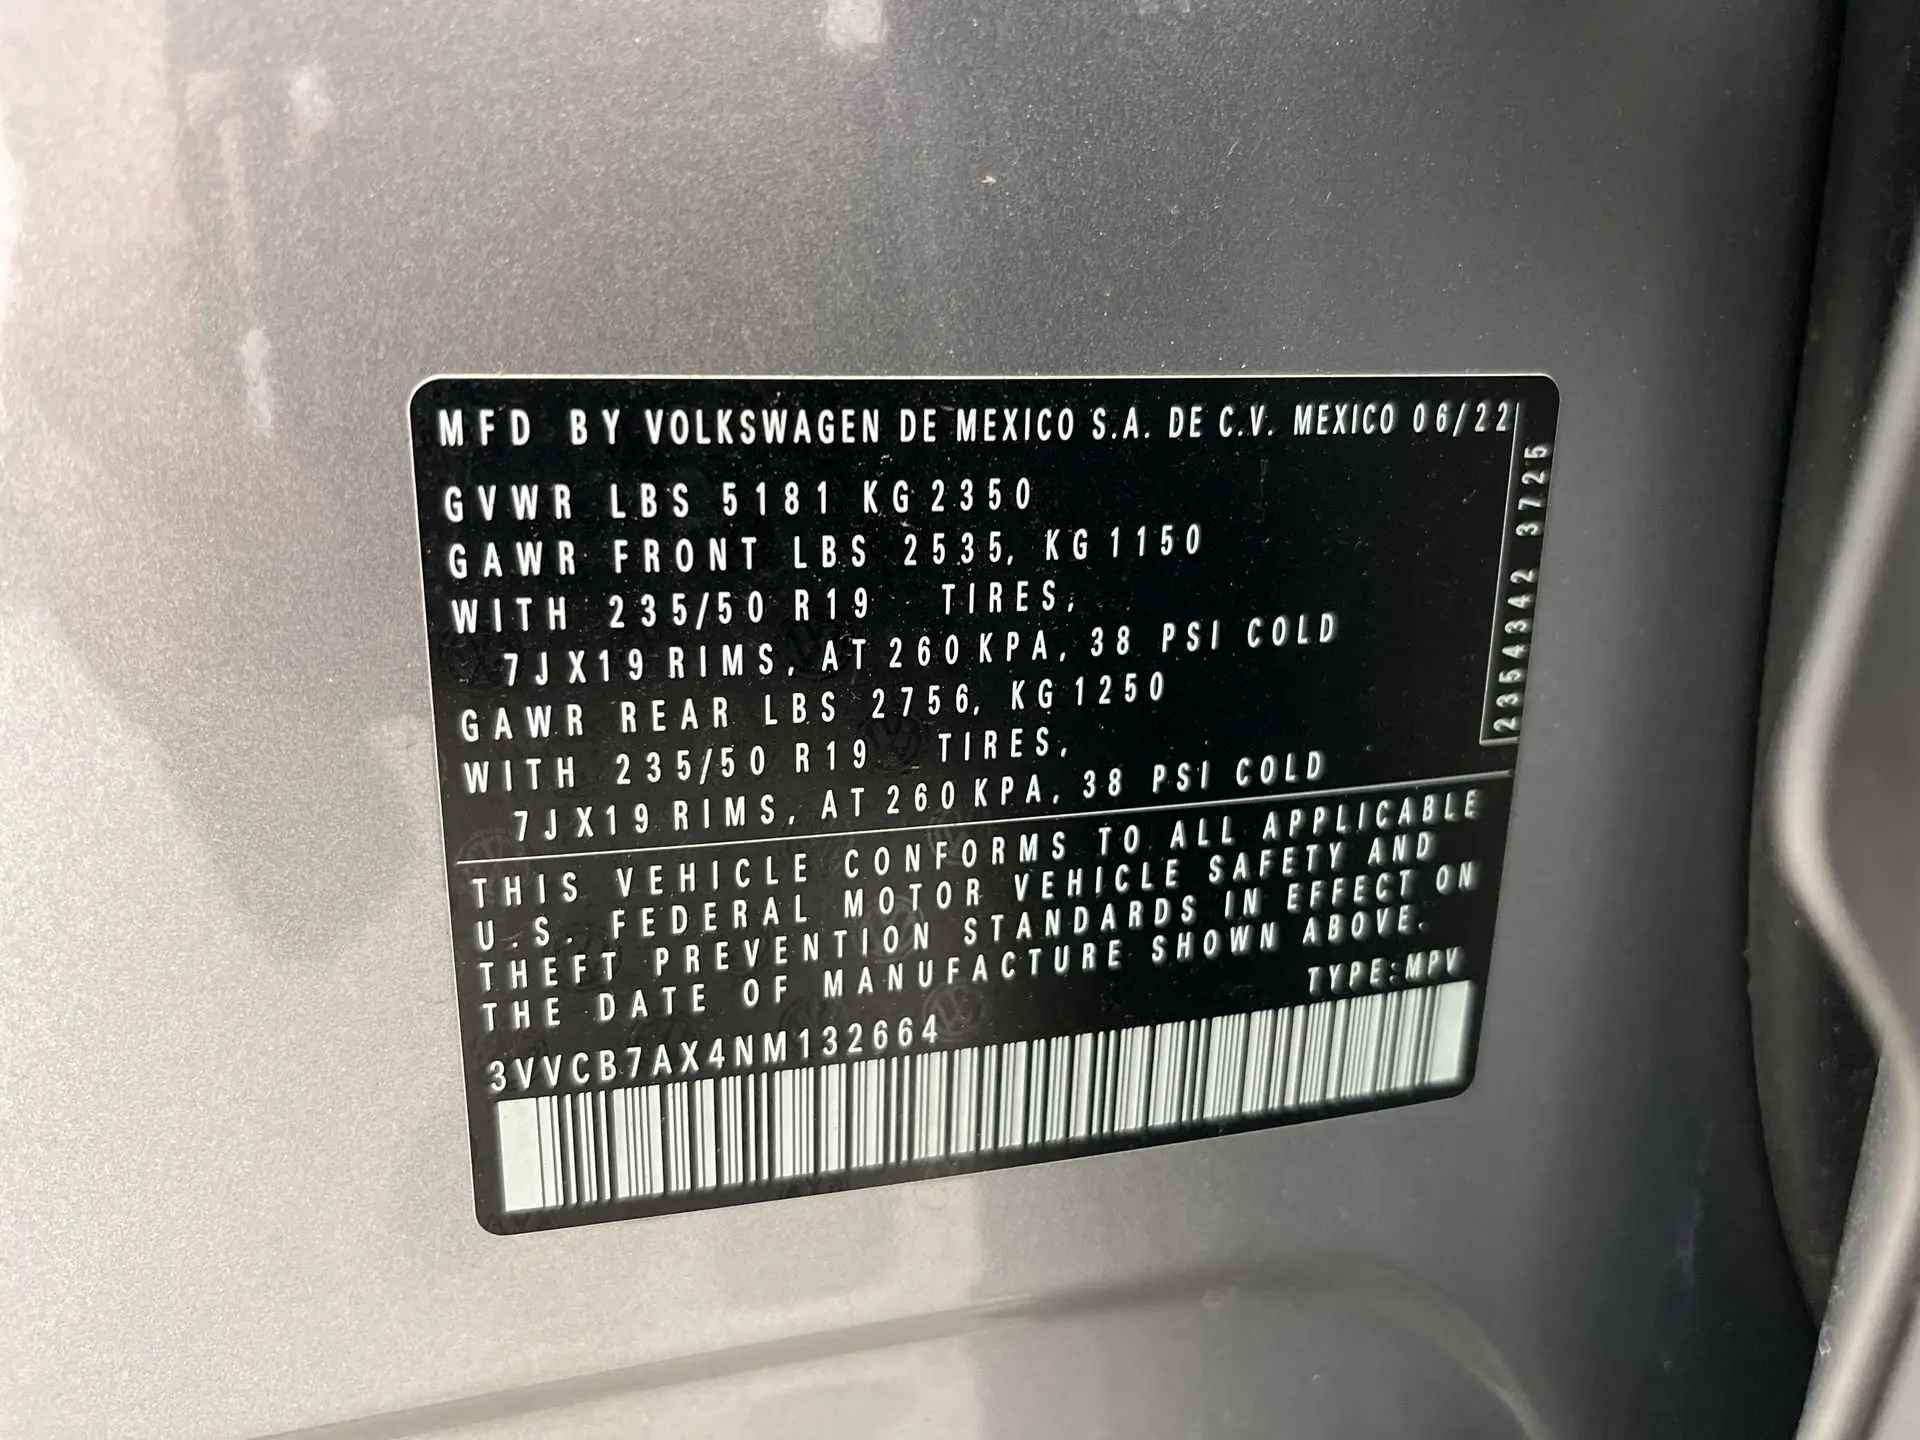 MFD BY VOLKSWAGEN DE MEXICO S.A. DE C.V. MEXICO 06/22
GVWR LBS 5181 KG 2350
GAWR FRONT LBS 2535, KG 1150
WITH 235/50 R19 TIRES,
7JX19 RIMS, AT 260 KPA, 38 PSI COLD
GAWR REAR LBS 2756, KG 1250
WITH 235/50 R19 TIRES,
7JX19 RIMS, AT 260 KPA, 38 PSI COLD
2354342 3725
THIS VEHICLE CONFORMS TO ALL APPLICABLE
U.S. FEDERAL MOTOR VEHICLE SAFETY AND
THEFT PREVENTION STANDARDS IN EFFECT ON
THE DATE OF MANUFACTURE SHOWN ABOVE.
TYPE:MPV
3VVCB7AX4NM132664